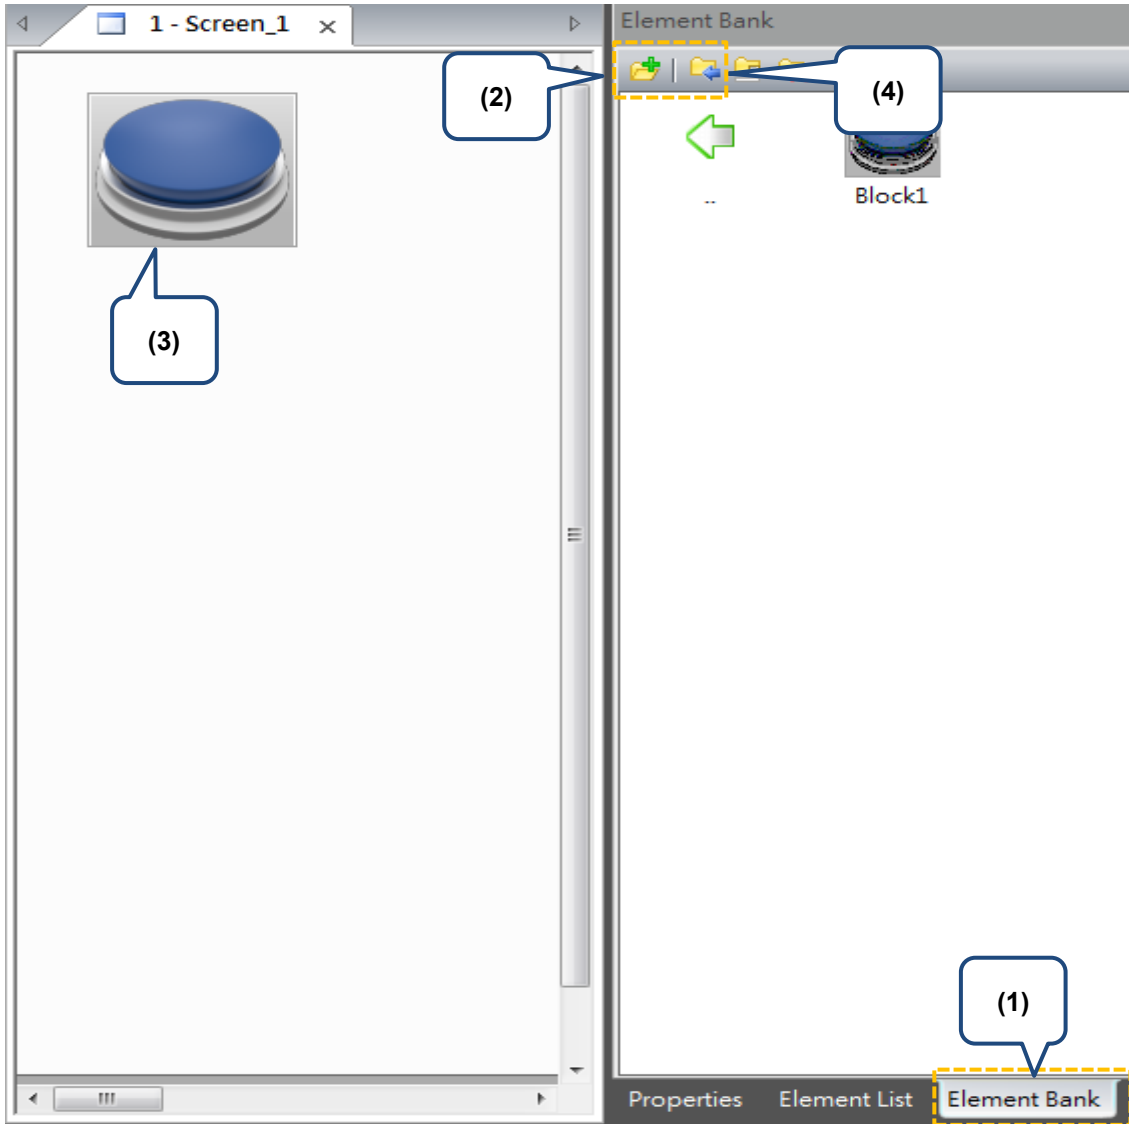 1 - Screen_1
Element Bank
(2)
(4)
..
Block1
(3)
(1)
Properties
Element List
Element Bank